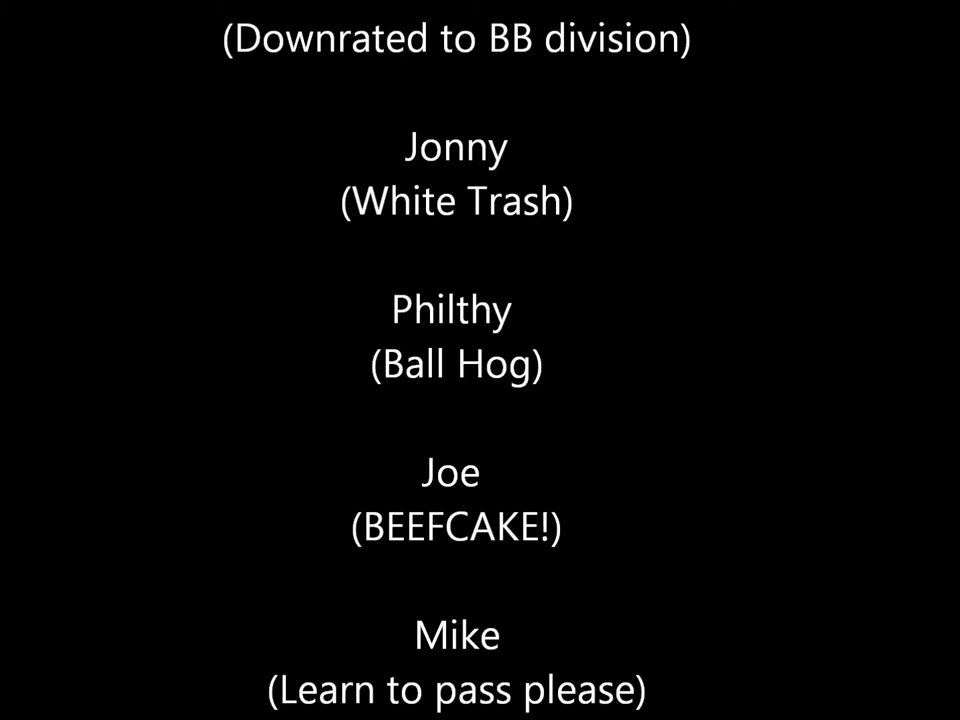 (Downrated to BB division)
Jonny
(White Trash)
Philthy
(Ball Hog)
Joe
(BEEFCAKE!)
Mike
(Learn to pass please)